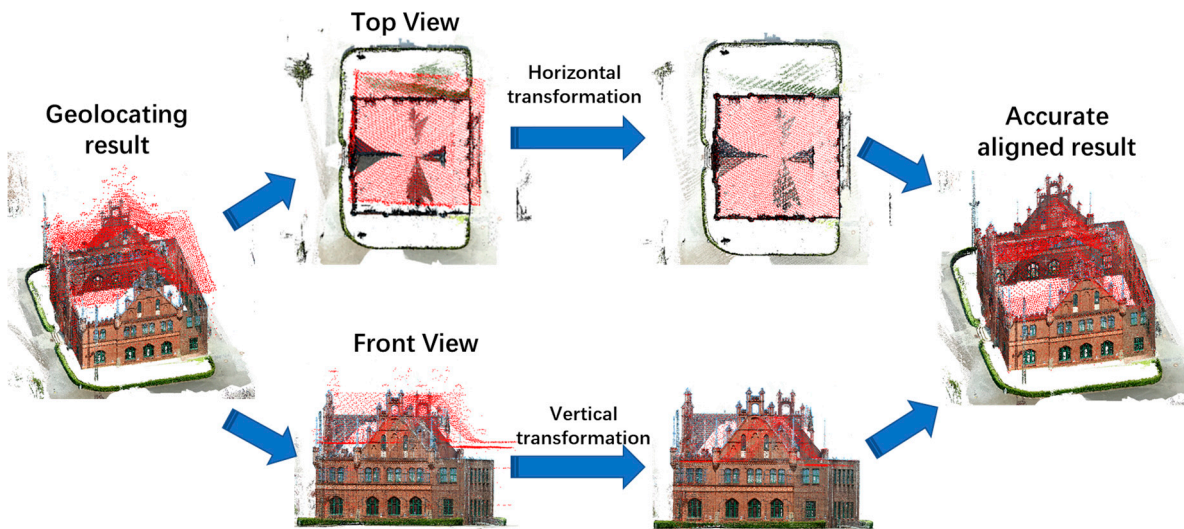 Top View
Geolocating
result
Horizontal
transformation
Accurate
aligned result
Front View
Vertical
transformation